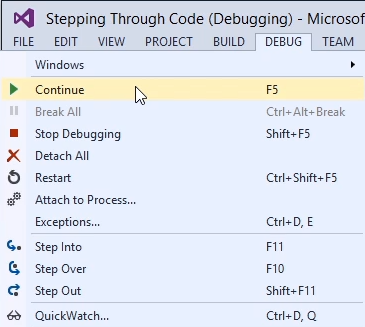 Stepping Through Code (Debugging) - Microsof
FILE EDIT VIEW PROJECT BUILD DEBUG TEAM
Windows
Continue F5
Break All Ctrl+Alt+Break
Stop Debugging Shift+F5
Detach All
Restart Ctrl+Shift+F5
Attach to Process...
Exceptions... Ctrl+D, E
Step Into F11
Step Over F10
Step Out Shift+F11
QuickWatch... Ctrl+D, Q